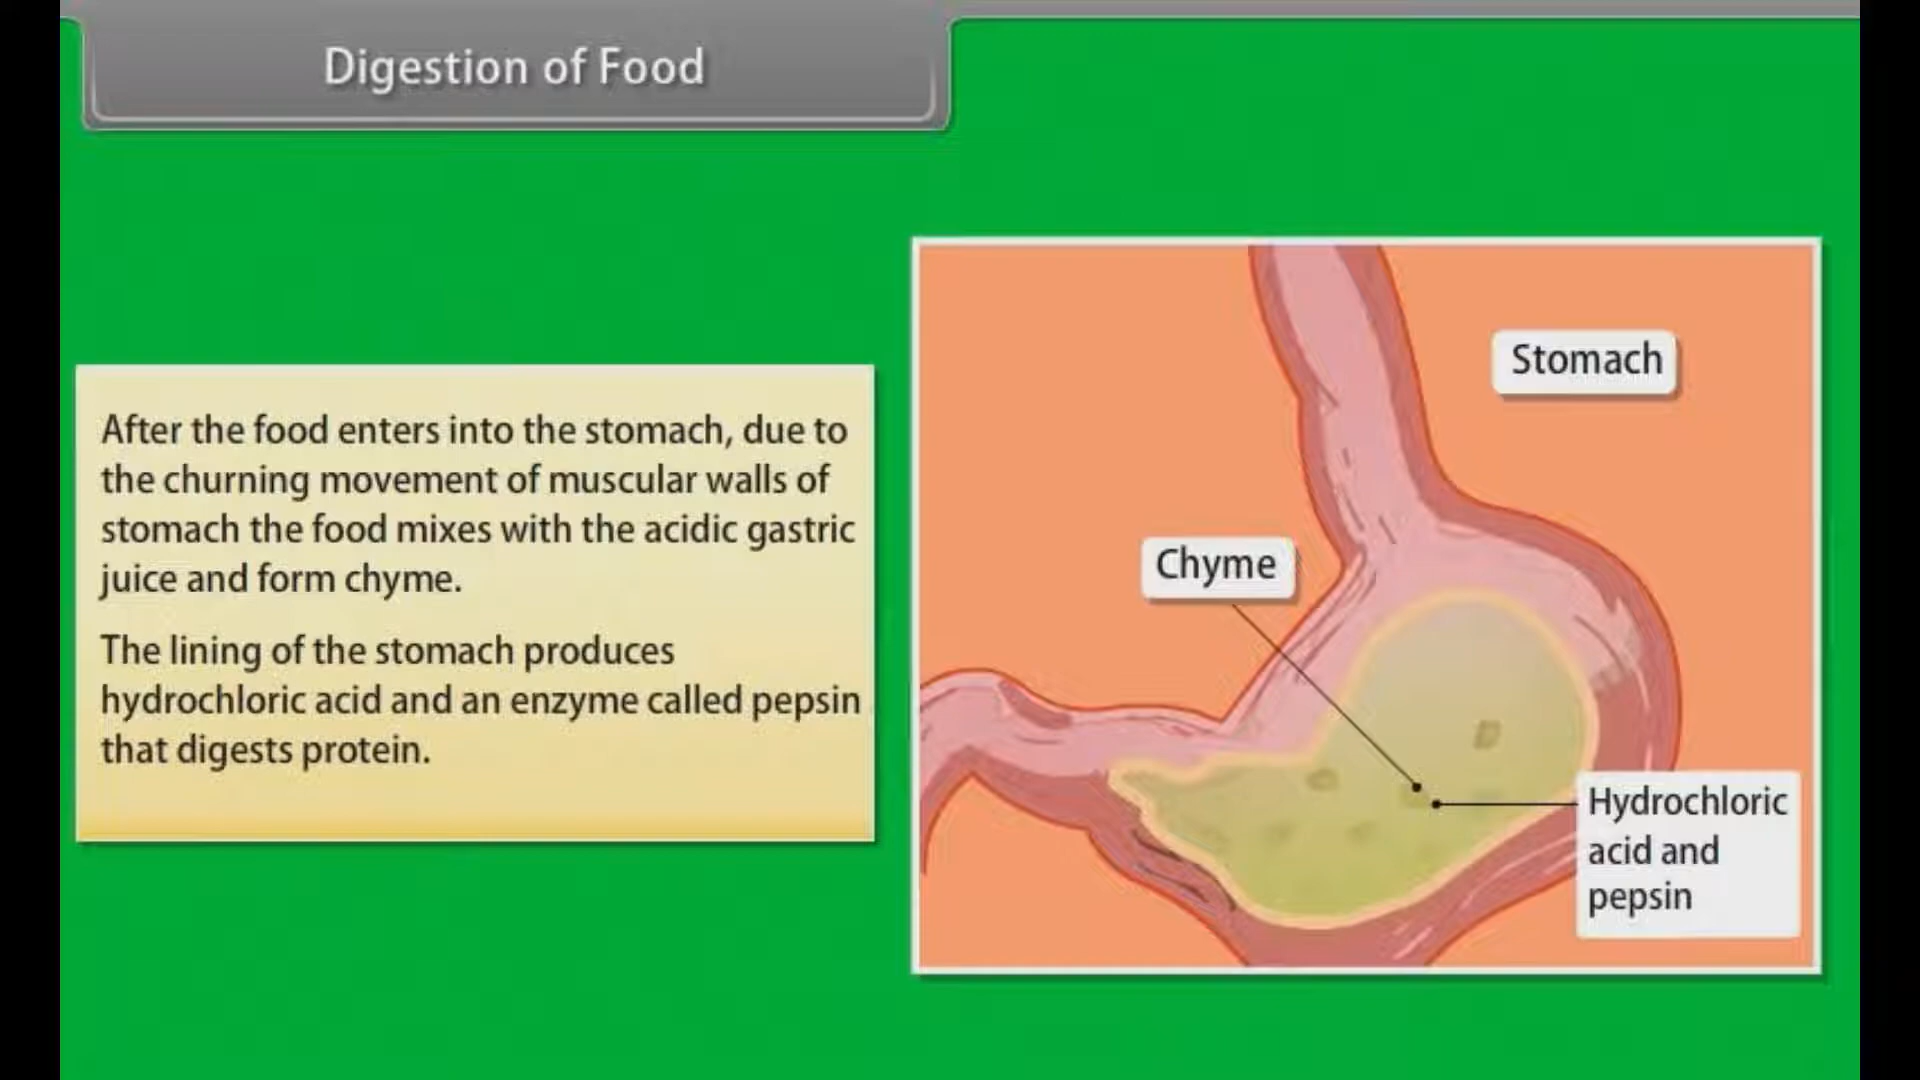 Digestion of Food
After the food enters into the stomach, due to
the churning movement of muscular walls of
stomach the food mixes with the acidic gastric
juice and form chyme.
The lining of the stomach produces
hydrochloric acid and an enzyme called pepsin
that digests protein.
Stomach
Chyme
Hydrochloric
acid and
pepsin